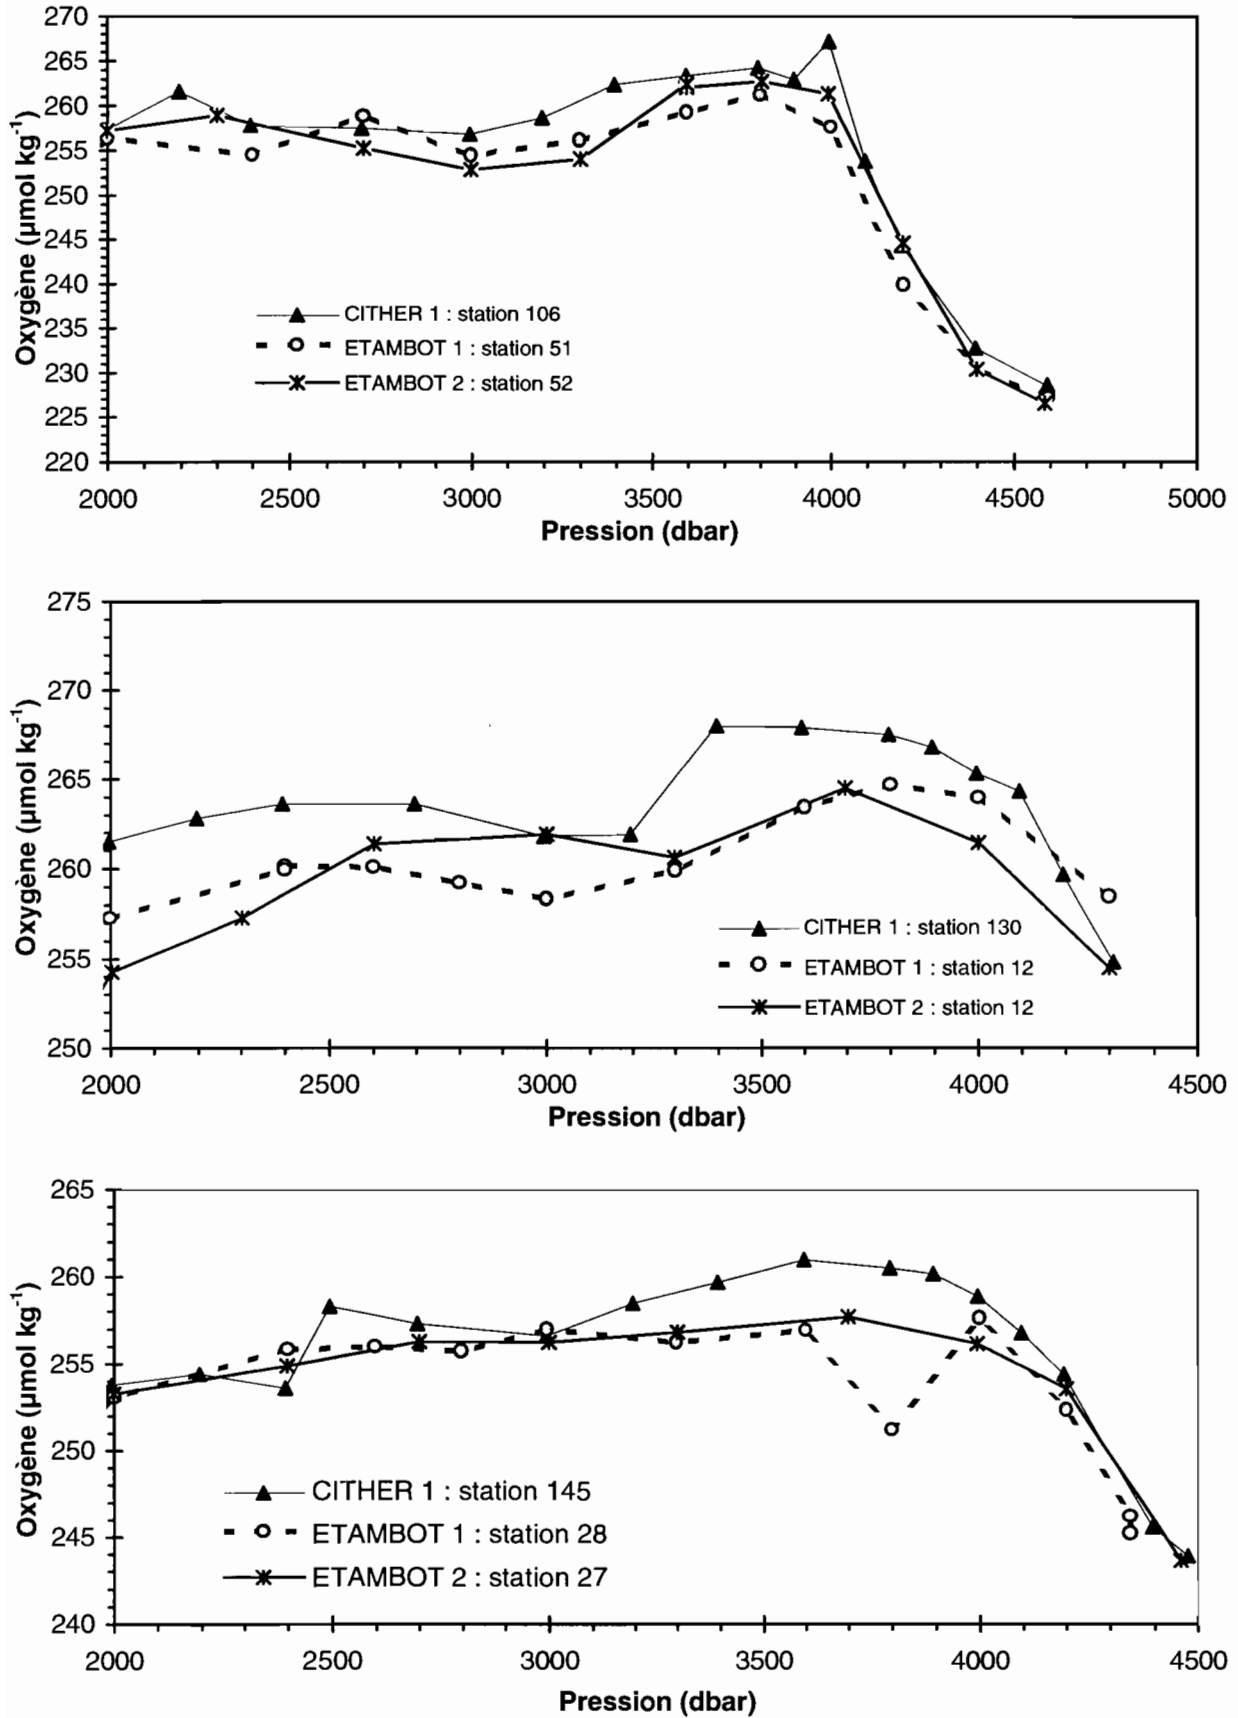 270
265
260
255
250
245
240
235
230
225
220
Oxygène (µmol kg-1)
CITHER 1 : station 106
ETAMBOT 1 : station 51
ETAMBOT 2 : station 52
2000 2500 3000 3500 4000 4500 5000
Pression (dbar)
275
270
265
260
255
250
Oxygène (µmol kg-1)
CITHER 1 : station 130
ETAMBOT 1 : station 12
ETAMBOT 2 : station 12
2000 2500 3000 3500 4000 4500
Pression (dbar)
265
260
255
250
245
240
Oxygène (µmol kg-1)
CITHER 1 : station 145
ETAMBOT 1 : station 28
ETAMBOT 2 : station 27
2000 2500 3000 3500 4000 4500
Pression (dbar)